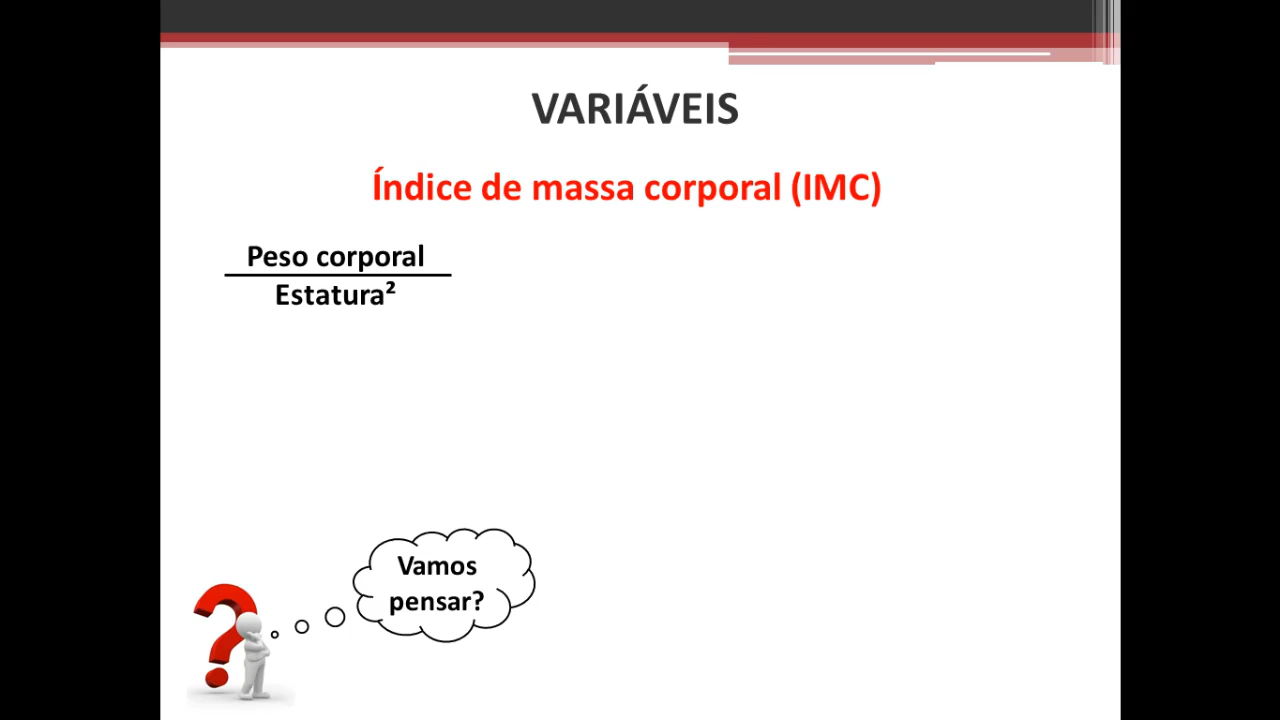 VARIÁVEIS
Índice de massa corporal (IMC)
Peso corporal
Estatura²
Vamos
pensar?